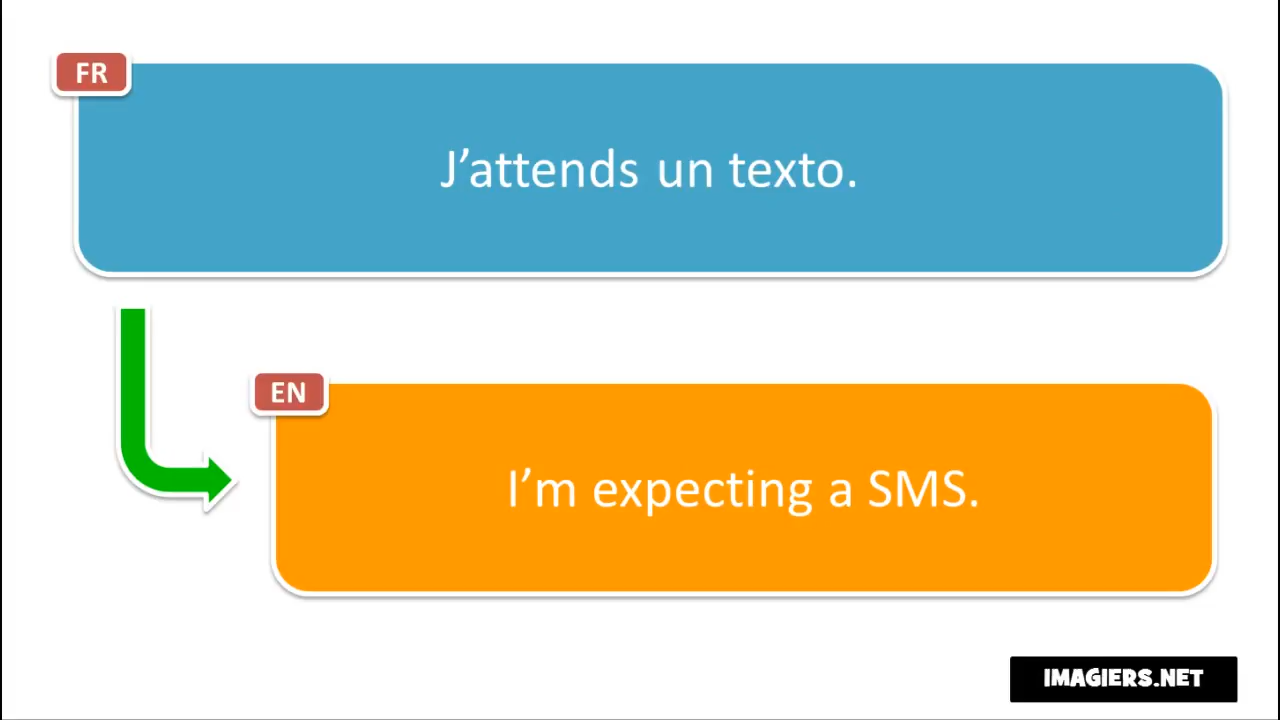 FR
J’attends un texto.
EN
I’m expecting a SMS.
IMAGIERS.NET